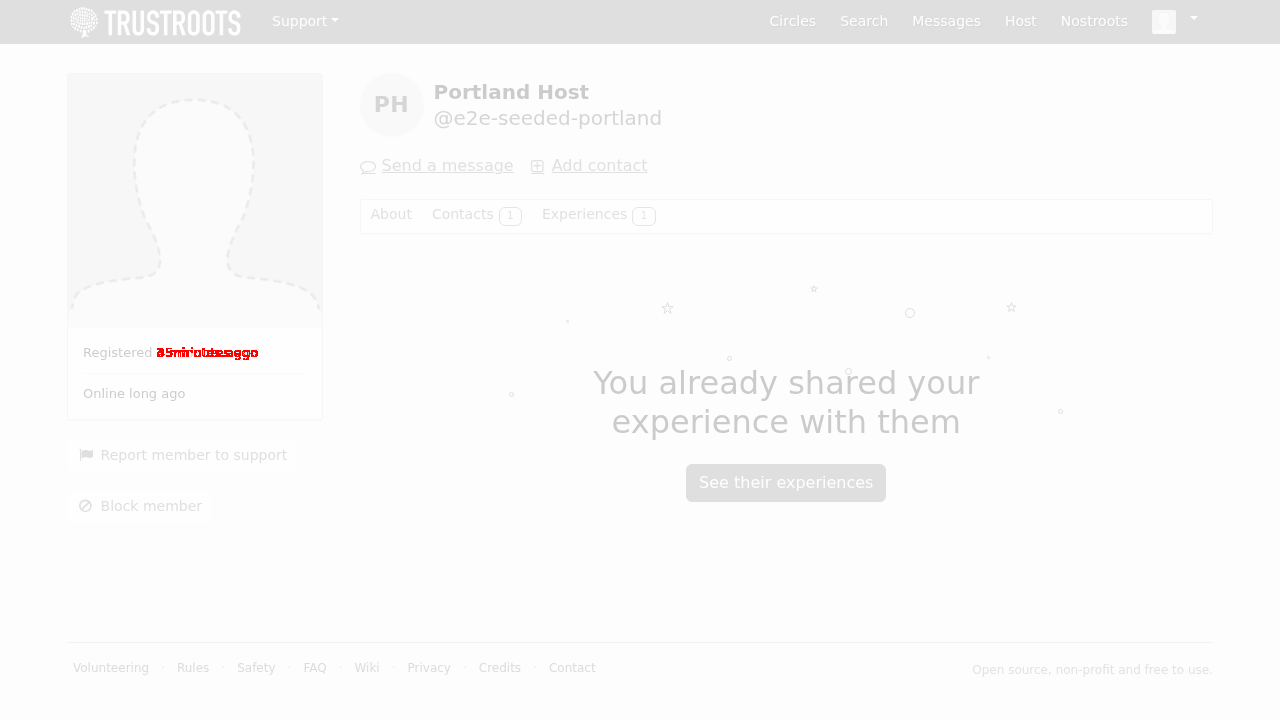 TRUSTROOTS
Support
Circles
Search
Messages
Host
Nostroots
PH
Portland Host
@e2e-seeded-portland
Send a message
Add contact
About
Contacts 1
Experiences 1
Registered
Online long ago
Report member to support
Block member
You already shared your
experience with them
See their experiences
Volunteering · Rules · Safety · FAQ · Wiki · Privacy · Credits · Contact
Open source, non-profit and free to use.